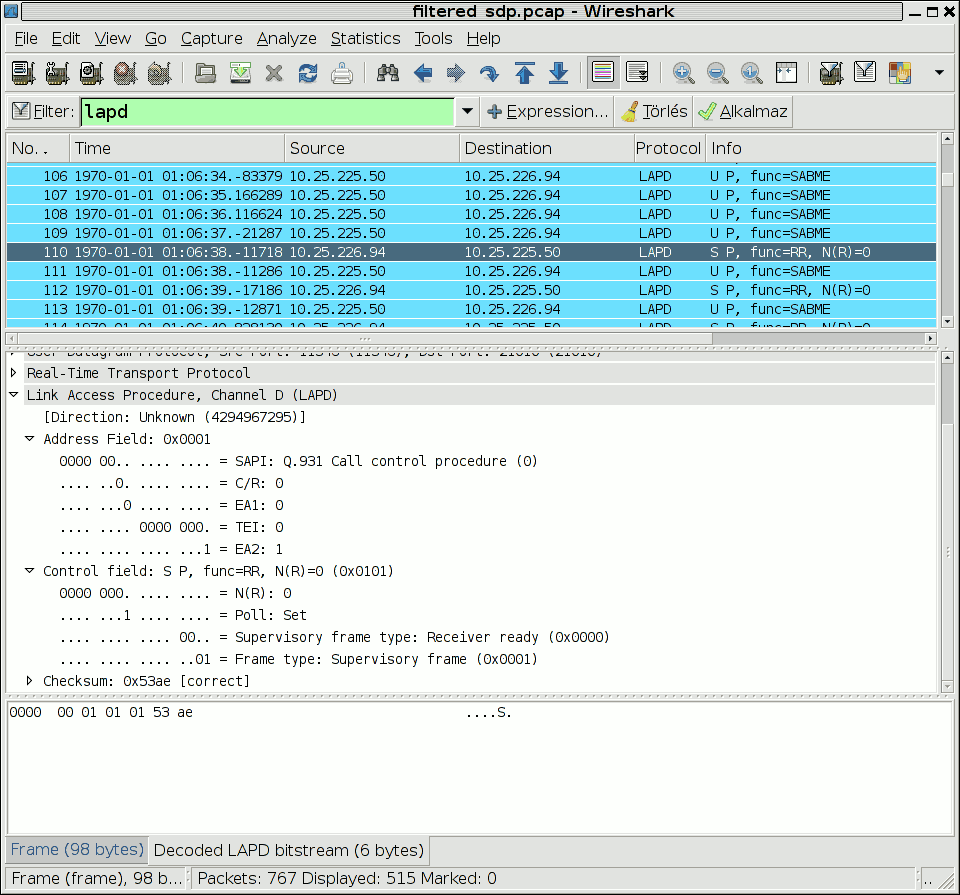 filtered sdp.pcap - Wireshark
File Edit View Go Capture Analyze Statistics Tools Help
Filter: lapd Expression... Törlés Alkalmaz
No. . Time Source Destination Protocol Info
106 1970-01-01 01:06:34.-83379 10.25.225.50 10.25.226.94 LAPD U P, func=SABME
107 1970-01-01 01:06:35.166289 10.25.225.50 10.25.226.94 LAPD U P, func=SABME
108 1970-01-01 01:06:36.116624 10.25.225.50 10.25.226.94 LAPD U P, func=SABME
109 1970-01-01 01:06:37.-21287 10.25.225.50 10.25.226.94 LAPD U P, func=SABME
110 1970-01-01 01:06:38.-11718 10.25.226.94 10.25.225.50 LAPD S P, func=RR, N(R)=0
111 1970-01-01 01:06:38.-11286 10.25.225.50 10.25.226.94 LAPD U P, func=SABME
112 1970-01-01 01:06:39.-17186 10.25.226.94 10.25.225.50 LAPD S P, func=RR, N(R)=0
113 1970-01-01 01:06:39.-12871 10.25.225.50 10.25.226.94 LAPD U P, func=SABME
Real-Time Transport Protocol
Link Access Procedure, Channel D (LAPD)
[Direction: Unknown (4294967295)]
Address Field: 0x0001
0000 00.. .... .... = SAPI: Q.931 Call control procedure (0)
.... ..0. .... .... = C/R: 0
.... ...0 .... .... = EA1: 0
.... .... 0000 000. = TEI: 0
.... .... .... ...1 = EA2: 1
Control field: S P, func=RR, N(R)=0 (0x0101)
0000 000. .... .... = N(R): 0
.... ...1 .... .... = Poll: Set
.... .... .... 00.. = Supervisory frame type: Receiver ready (0x0000)
.... .... .... ..01 = Frame type: Supervisory frame (0x0001)
Checksum: 0x53ae [correct]
0000 00 01 01 01 53 ae ....S.
Frame (98 bytes) Decoded LAPD bitstream (6 bytes)
Frame (frame), 98 b... Packets: 767 Displayed: 515 Marked: 0 ..